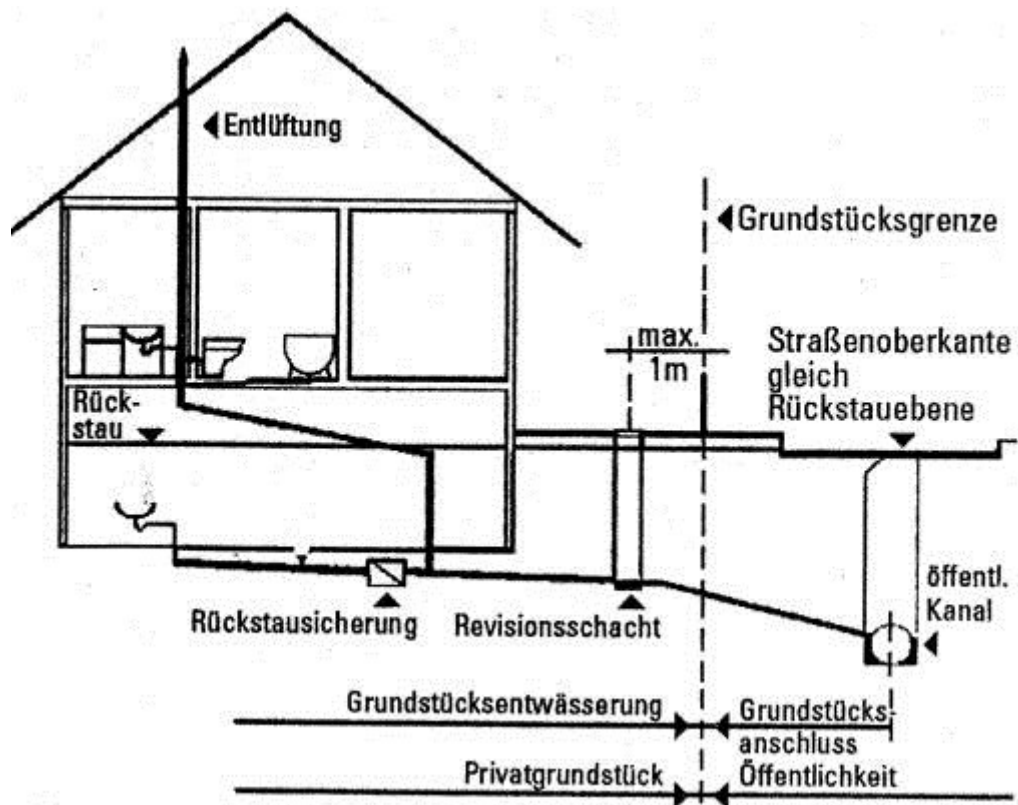 Entlüftung
Grundstücksgrenze
max.
1m
Straßenoberkante
gleich
Rückstauebene
Rück-
stau
Rückstausicherung
Revisionsschacht
öffentl.
Kanal
Grundstücksentwässerung
Grundstücks-
anschluss
Privatgrundstück
Öffentlichkeit